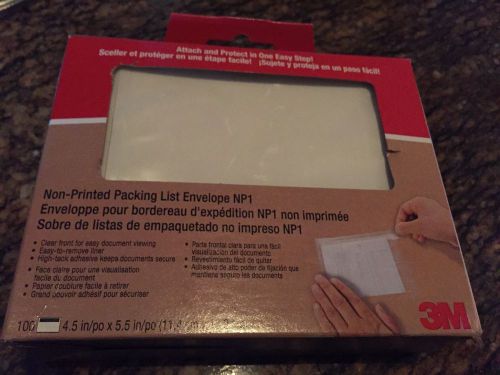 Attach and Protect in One Easy Step!
Sceller et protéger en une étape facile! ¡Sujete y proteja en un paso fácil!
Non-Printed Packing List Envelope NP1
Enveloppe pour bordereau d'expédition NP1 non imprimée
Sobre de listas de empaquetado no impreso NP1
• Clear front for easy document viewing
• Easy-to-remove liner
• High-tack adhesive keeps documents secure
• Face claire pour une visualisation
facile du document
• Papier doublure facile à retirer
• Grand pouvoir adhésif pour sécuriser
• Parte frontal clara para una fácil
visualización del documento
• Revestimiento fácil de quitar
• Adhesivo de alto poder de fijación que
mantiene seguro los documentos
3M
100 4.5 in/po x 5.5 in/po (11.4